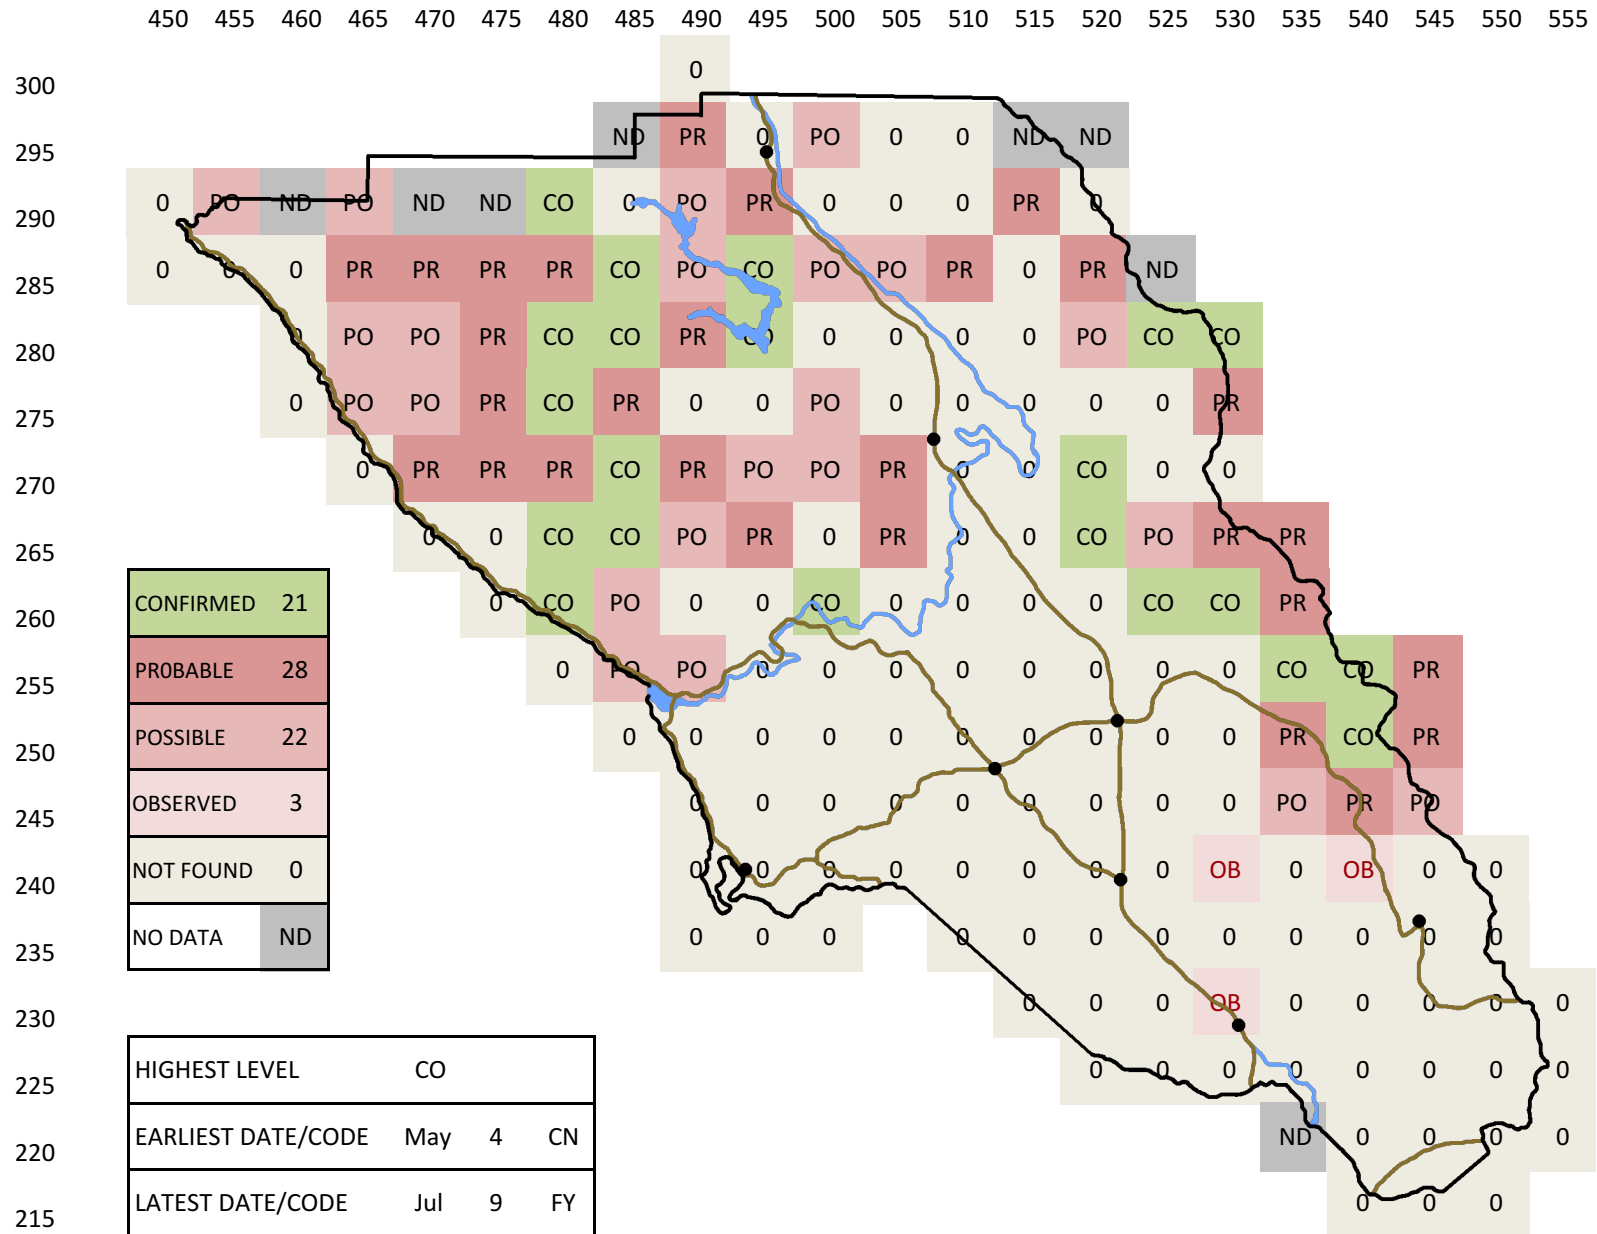 450 455 460 465 470 475 480 485 490 495 500 505 510 515 520 525 530 535 540 545 550 555
0
300
ND PR 0 PO 0 0 ND ND
295
0 PO ND PO ND ND CO 0 PO PR 0 0 0 PR 0
290
0 0 0 PR PR PR PR CO PO CO PO PO PR 0 PR ND
285
0 PO PO PR CO CO PR CO 0 0 0 0 PO CO CO
280
0 PO PO PR CO PR 0 0 PO 0 0 0 0 0 PR
275
0 PR PR PR CO PR PO PO PR 0 0 CO 0 0
270
0 0 CO CO PO PR 0 PR 0 0 CO PO PR PR
265
0 CO PO 0 0 CO 0 0 0 0 CO CO PR
260
0 PO PO 0 0 0 0 0 0 0 0 CO CO PR
255
0 0 0 0 0 0 0 0 0 0 PR CO PR
250
0 0 0 0 0 0 0 0 0 PO PR PO
245
0 0 0 0 0 0 0 0 OB 0 OB 0 0
240
0 0 0 0 0 0 0 0 0 0 0 0
235
0 0 0 OB 0 0 0 0 0
230
0 0 0 0 0 0 0 0
225
ND 0 0 0 0
220
0 0 0
215
CONFIRMED 21
PR0BABLE 28
POSSIBLE 22
OBSERVED 3
NOT FOUND 0
NO DATA ND
HIGHEST LEVEL CO
EARLIEST DATE/CODE May 4 CN
LATEST DATE/CODE Jul 9 FY